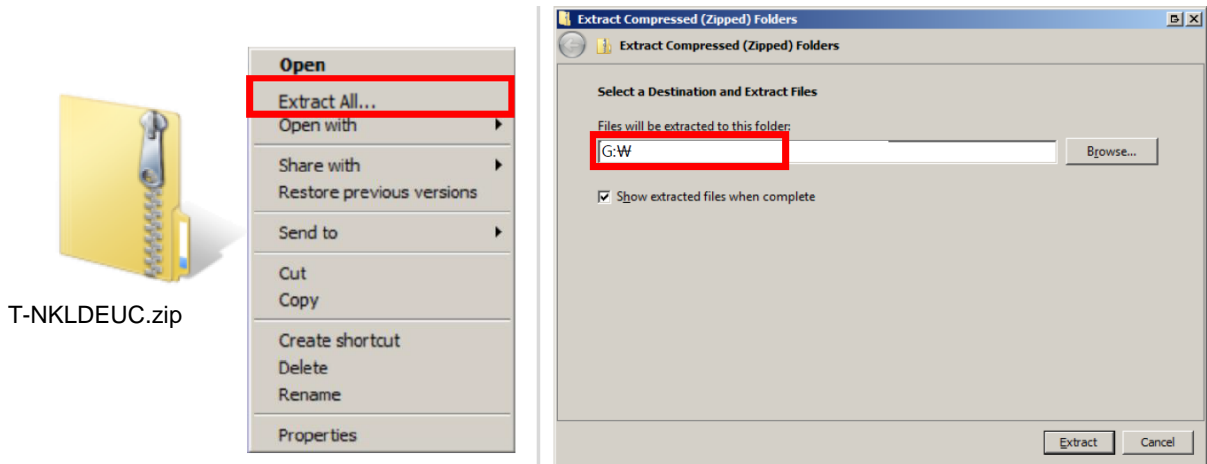 T-NKLDEUC.zip
Open
Extract All...
Open with
Share with
Restore previous versions
Send to
Cut
Copy
Create shortcut
Delete
Rename
Properties
Extract Compressed (Zipped) Folders
Extract Compressed (Zipped) Folders
Select a Destination and Extract Files
Files will be extracted to this folder:
G:₩
Browse...
Show extracted files when complete
Extract
Cancel